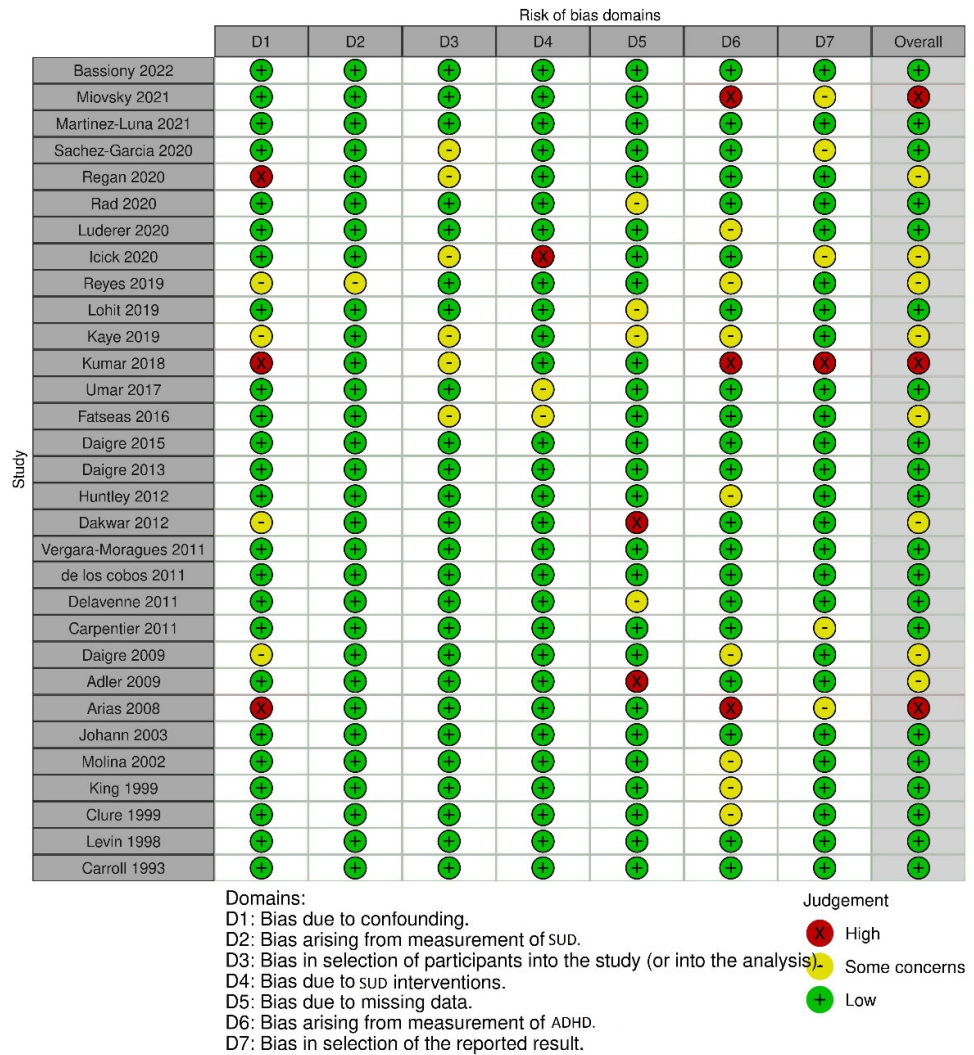 Risk of bias domains
D1 D2 D3 D4 D5 D6 D7 Overall
Study
Bassiony 2022 + + + + + + + +
Miovsky 2021 + + + + + X - X
Martinez-Luna 2021 + + + + + + + +
Sachez-Garcia 2020 + + - + + + - +
Regan 2020 X + - + + + + -
Rad 2020 + + + + - + + +
Luderer 2020 + + + + + - + +
Icick 2020 + + - X + + - -
Reyes 2019 - - + + + - + -
Lohit 2019 + + + + - + + +
Kaye 2019 - + - + - - + -
Kumar 2018 X + - + + X X X
Umar 2017 + + + - + + + +
Fatseas 2016 + + - - + + + -
Daigre 2015 + + + + + + + +
Daigre 2013 + + + + + + + +
Huntley 2012 + + + + + - + +
Dakwar 2012 - + + + X + + -
Vergara-Moragues 2011 + + + + + + + +
de los cobos 2011 + + + + + + + +
Delavenne 2011 + + + + - + + +
Carpentier 2011 + + + + + + - +
Daigre 2009 - + + + + - + -
Adler 2009 + + + + X + + -
Arias 2008 X + + + + X - X
Johann 2003 + + + + + + + +
Molina 2002 + + + + + - + +
King 1999 + + + + + - + +
Clure 1999 + + + + + - + +
Levin 1998 + + + + + + + +
Carroll 1993 + + + + + + + +
Domains:
D1: Bias due to confounding.
D2: Bias arising from measurement of SUD.
D3: Bias in selection of participants into the study (or into the analysis).
D4: Bias due to SUD interventions.
D5: Bias due to missing data.
D6: Bias arising from measurement of ADHD.
D7: Bias in selection of the reported result.
Judgement
X High
- Some concerns
+ Low